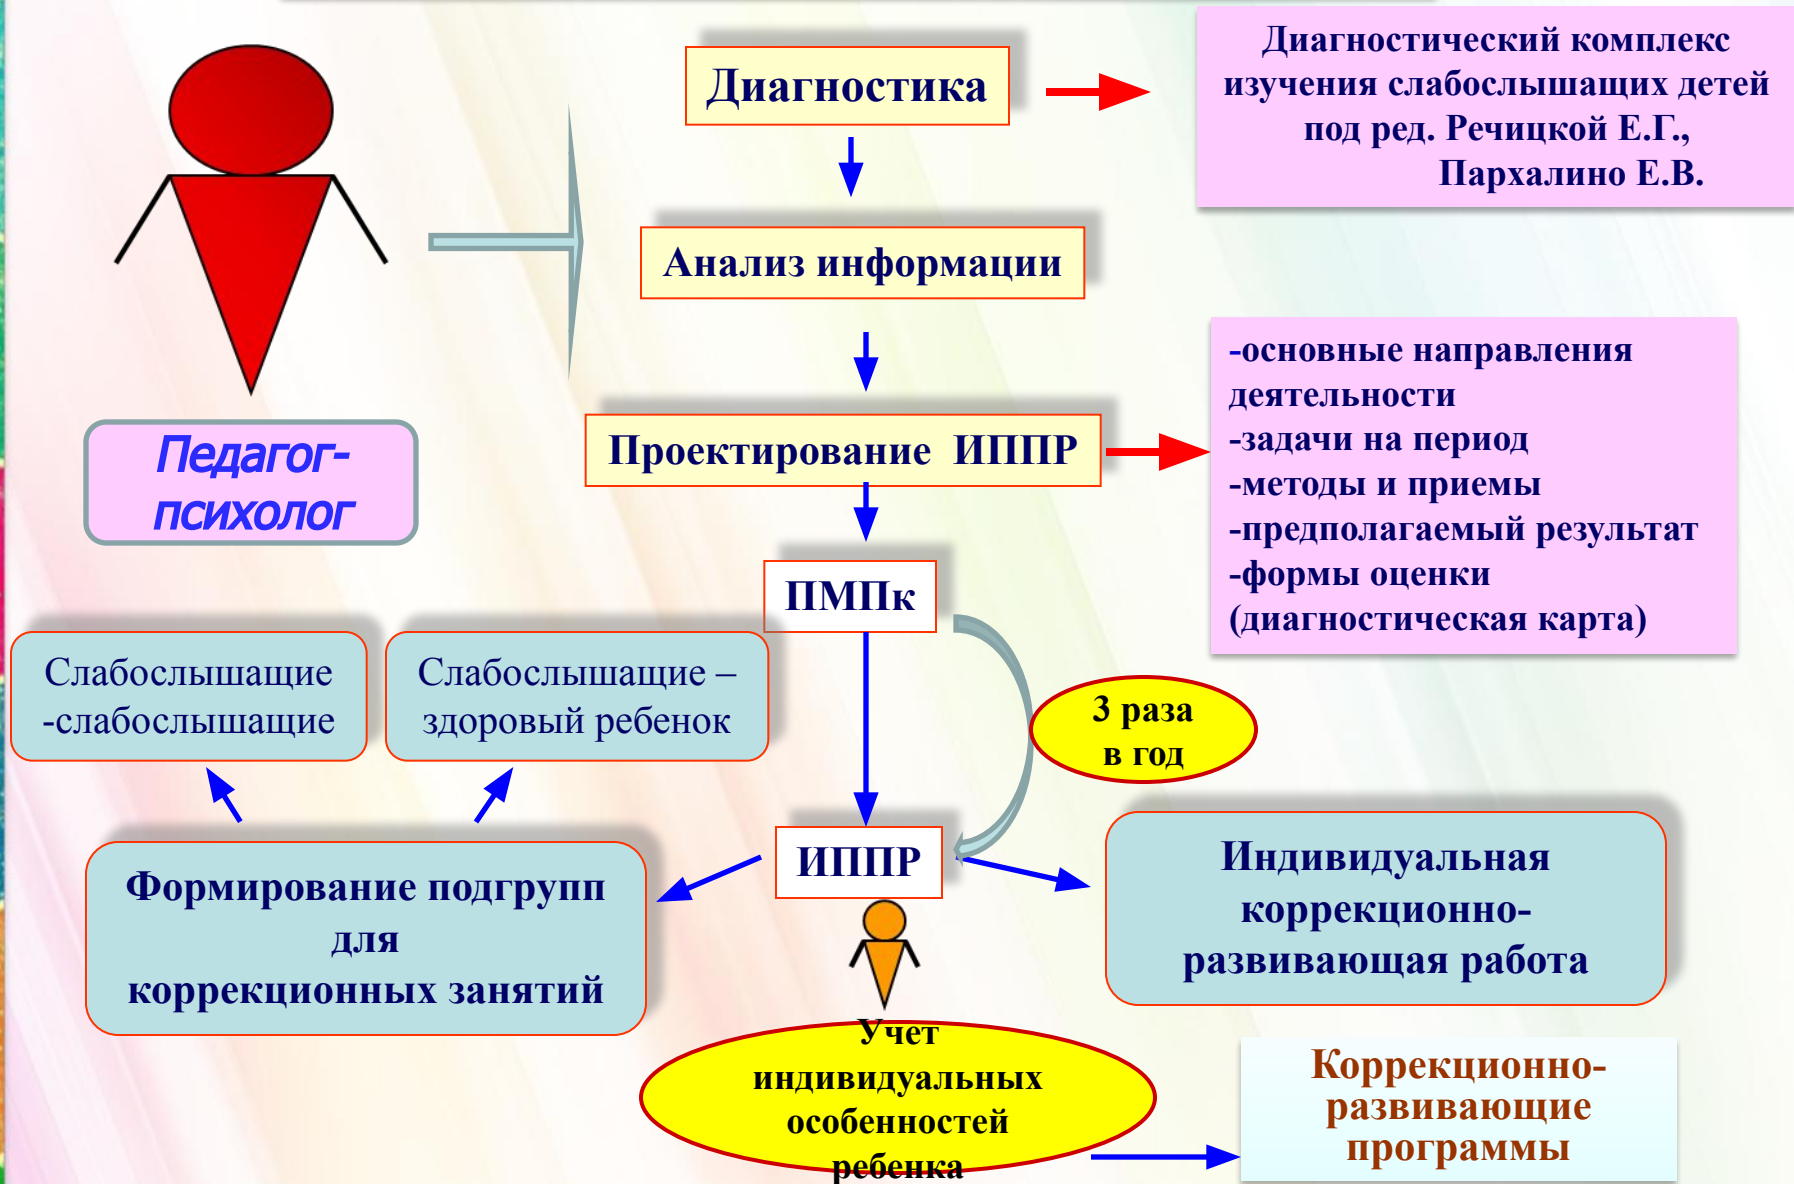 Диагностика
Диагностический комплекс
изучения слабослышащих детей
под ред. Речицкой Е.Г.,
Пархалино Е.В.
Анализ информации
Проектирование ИППР
-основные направления
деятельности
-задачи на период
-методы и приемы
-предполагаемый результат
-формы оценки
(диагностическая карта)
Педагог-
психолог
ПМПк
Слабослышащие
-слабослышащие
Слабослышащие –
здоровый ребенок
3 раза
в год
ИППР
Формирование подгрупп
для
коррекционных занятий
Индивидуальная
коррекционно-
развивающая работа
Учет
индивидуальных
особенностей
ребенка
Коррекционно-
развивающие
программы